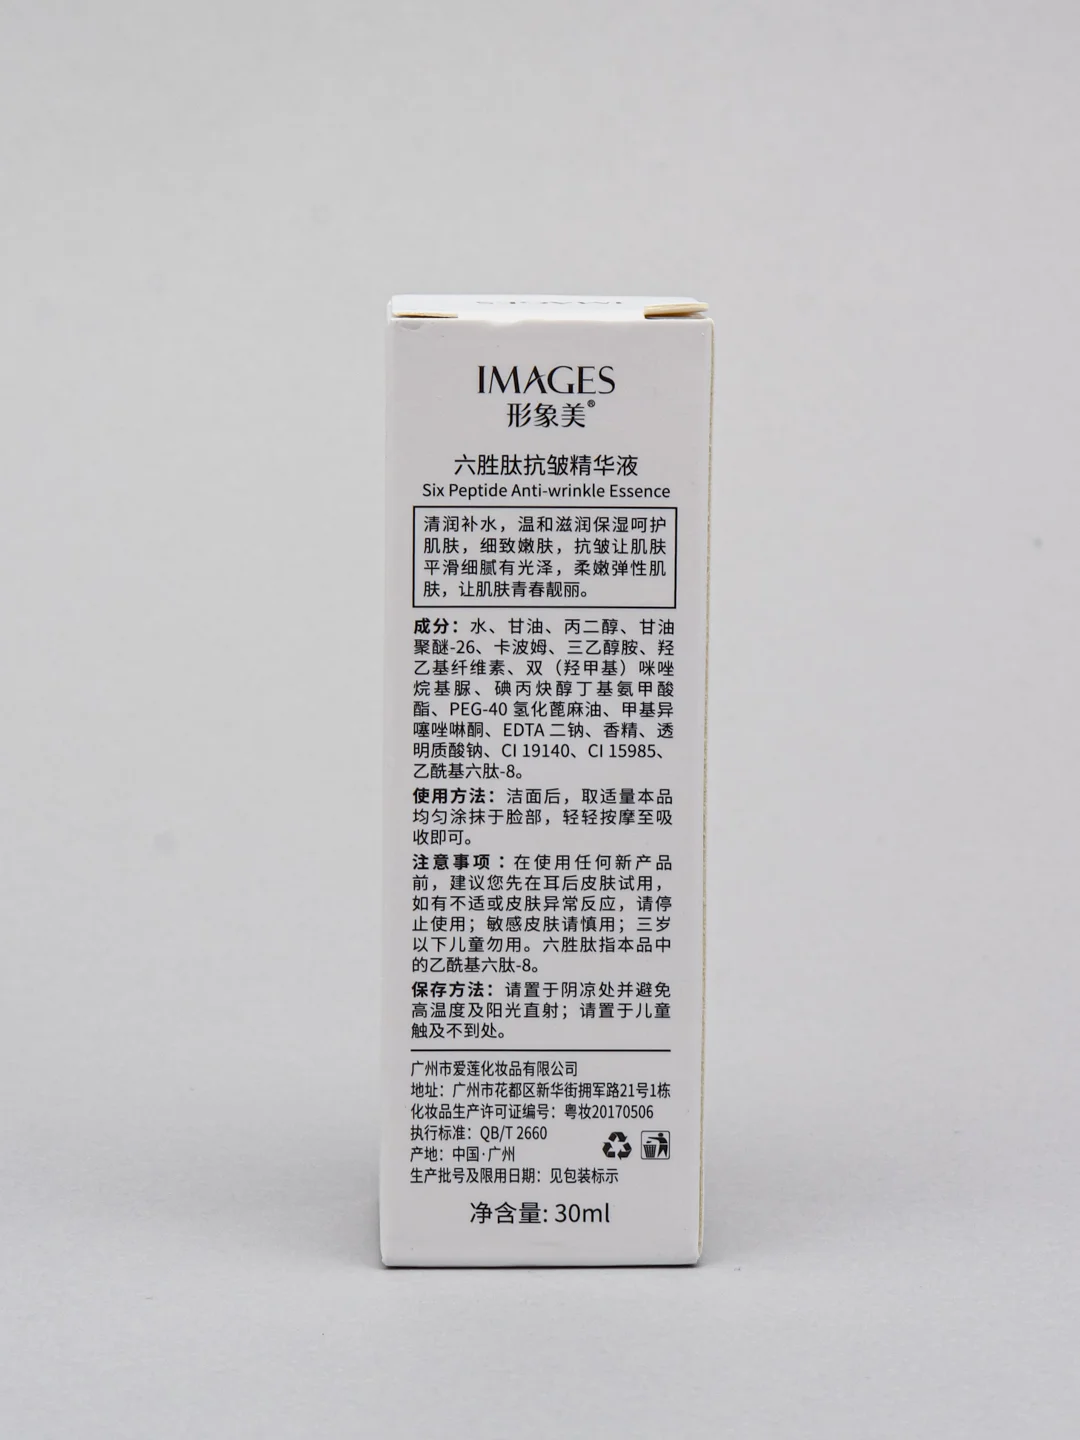 IMAGES
形象美®
六胜肽抗皱精华液
Six Peptide Anti-wrinkle Essence
清润补水，温和滋润保湿呵护
肌肤，细致嫩肤，抗皱让肌肤
平滑细腻有光泽，柔嫩弹性肌
肤，让肌肤青春靓丽。
成分：水、甘油、丙二醇、甘油
聚醚-26、卡波姆、三乙醇胺、羟
乙基纤维素、双（羟甲基）咪唑
烷基脲、碘丙炔醇丁基氨甲酸
酯、PEG-40 氢化蓖麻油、甲基异
噻唑啉酮、EDTA 二钠、香精、透
明质酸钠、CI 19140、CI 15985、
乙酰基六肽-8。
使用方法：洁面后，取适量本品
均匀涂抹于脸部，轻轻按摩至吸
收即可。
注意事项：在使用任何新产品
前，建议您先在耳后皮肤试用，
如有不适或皮肤异常反应，请停
止使用；敏感皮肤请慎用；三岁
以下儿童勿用。六胜肽指本品中
的乙酰基六肽-8。
保存方法：请置于阴凉处并避免
高温度及阳光直射；请置于儿童
触及不到处。
广州市爱莲化妆品有限公司
地址：广州市花都区新华街拥军路21号1栋
化妆品生产许可证编号：粤妆20170506
执行标准：QB/T 2660
产地：中国·广州
生产批号及限用日期：见包装标示
净含量: 30ml